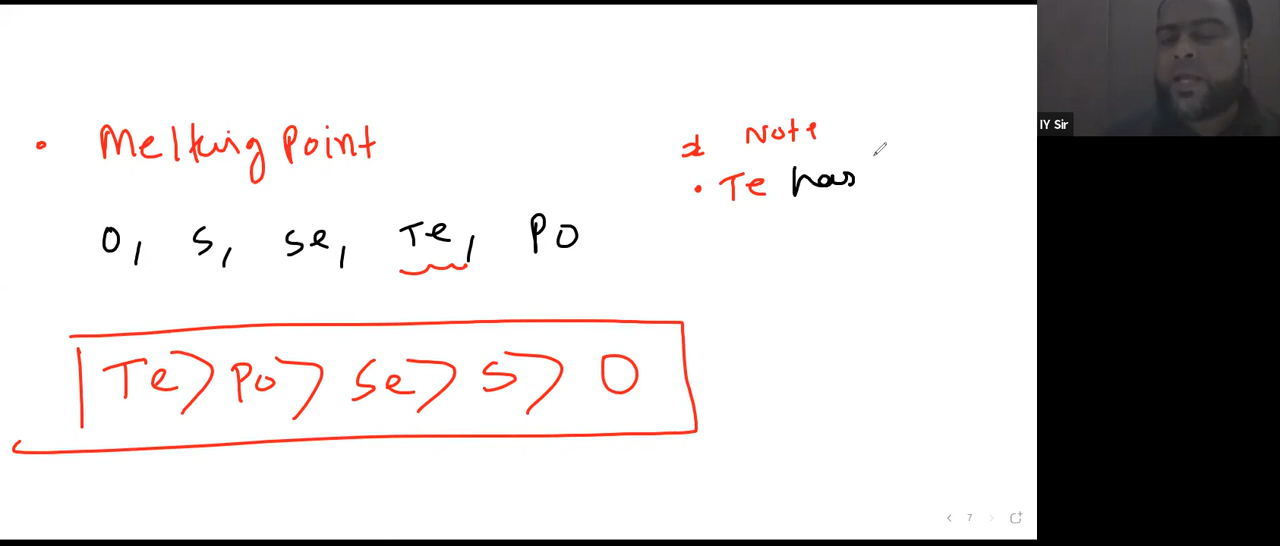 • Melting Point
Note
• Te has
O, S, Se, Te, Po
Te > Po > Se > S > O
IY Sir
7